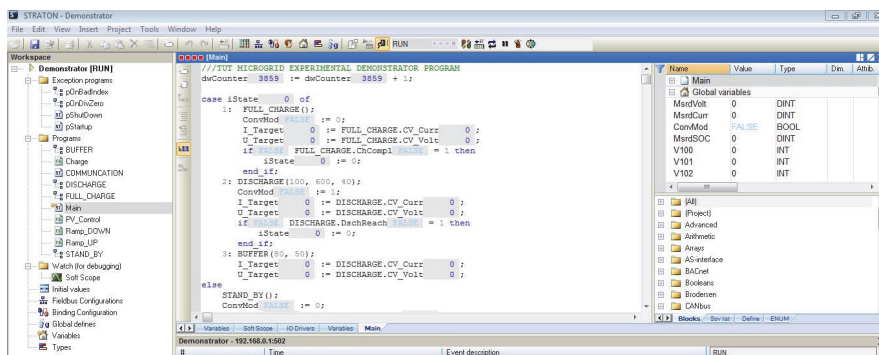 STRATON - Demonstrator
File Edit View Insert Project Tools Window Help
RUN
Workspace
Demonstrator [RUN]
Exception programs
pOnBadIndex
pOnDivZero
pShutDown
pStartup
Programs
BUFFER
Charge
COMMUNCATION
DISCHARGE
FULL_CHARGE
Main
PV_Control
Ramp_DOWN
Ramp_UP
STAND_BY
Watch (for debugging)
Soft Scope
Initial values
Fieldbus Configurations
Binding Configuration
Global defines
Variables
Types
[Main]
///TUT MICROGRID EXPERIMENTAL DEMONSTRATOR PROGRAM
dwCounter 3859 := dwCounter 3859 + 1;
case iState 0 of
1: FULL_CHARGE();
ConvMod FALSE := 0;
I_Target 0 := FULL_CHARGE.CV_Curr 0 ;
U_Target 0 := FULL_CHARGE.CV_Volt 0 ;
if FALSE FULL_CHARGE.ChCompl FALSE = 1 then
iState 0 := 0;
end_if;
2: DISCHARGE(100, 600, 40);
ConvMod FALSE := 1;
I_Target 0 := DISCHARGE.CV_Curr 0 ;
U_Target 0 := DISCHARGE.CV_Volt 0 ;
if FALSE DISCHARGE.DschReach FALSE = 1 then
iState 0 := 0;
end_if;
3: BUFFER(80, 50);
I_Target 0 := DISCHARGE.CV_Curr 0 ;
U_Target 0 := DISCHARGE.CV_Volt 0 ;
else
STAND_BY();
ConvMod FALSE := 0;
Variables Soft Scope IO Drivers Variables Main
Name Value Type Dim. Attrib.
Main
Global variables
MsrdVolt 0 DINT
MsrdCurr 0 DINT
ConvMod FALSE BOOL
MsrdSOC 0 DINT
V100 0 INT
V101 0 INT
V102 0 INT
(All)
(Project)
Advanced
Arithmetic
Arrays
AS-interface
BACnet
Booleans
Brodersen
CANbus
Blocks Spy list Define ENUM
Demonstrator - 192.168.0.1:502
# Time Event description RUN